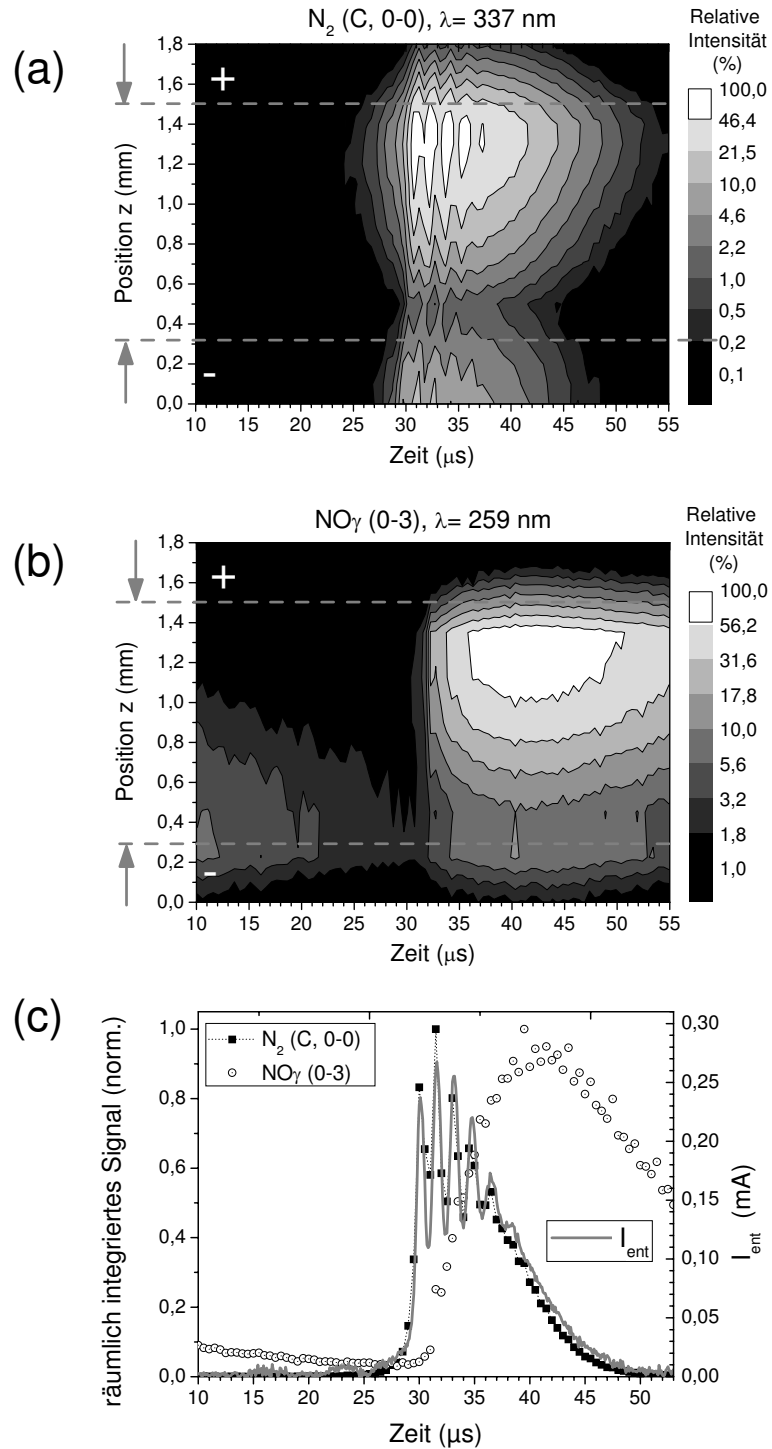 (a)
N₂ (C, 0-0), λ= 337 nm
Relative
Intensität
(%)
+
-
1,8
1,6
1,4
1,2
1,0
0,8
0,6
0,4
0,2
0,0
Position z (mm)
10 15 20 25 30 35 40 45 50 55
Zeit (μs)
100,0
46,4
21,5
10,0
4,6
2,2
1,0
0,5
0,2
0,1
(b)
NOγ (0-3), λ= 259 nm
Relative
Intensität
(%)
+
-
1,8
1,6
1,4
1,2
1,0
0,8
0,6
0,4
0,2
0,0
Position z (mm)
10 15 20 25 30 35 40 45 50 55
Zeit (μs)
100,0
56,2
31,6
17,8
10,0
5,6
3,2
1,8
1,0
(c)
räumlich integriertes Signal (norm.)
1,0
0,8
0,6
0,4
0,2
0,0
N₂ (C, 0-0)
NOγ (0-3)
I_ent
0,30
0,25
0,20
0,15
0,10
0,05
0,00
I_ent (mA)
10 15 20 25 30 35 40 45 50
Zeit (μs)